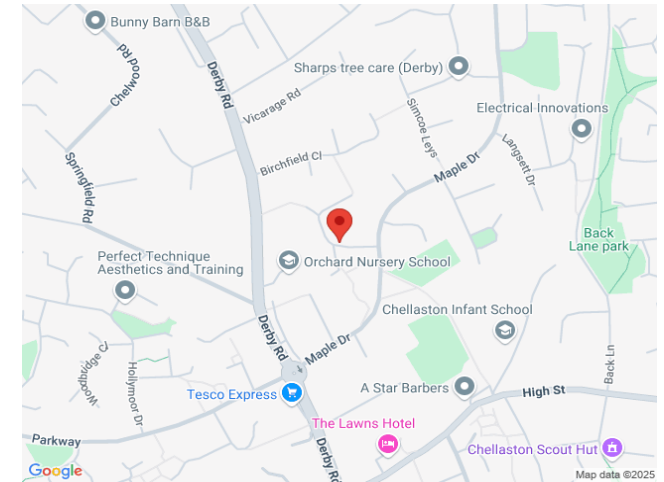 Bunny Barn B&B
Chelwood Rd
Derby Rd
Sharps tree care (Derby)
Vicarage Rd
Simcoe Leys
Electrical Innovations
Langsett Dr
Birchfield Cl
Maple Dr
Springfield Rd
Back
Lane park
Perfect Technique
Aesthetics and Training
Orchard Nursery School
Chellaston Infant School
Derby Rd
Maple Dr
Woodbridge Cl
Hollymoor Dr
Back Ln
Tesco Express
A Star Barbers
High St
The Lawns Hotel
Parkway
Derby Rd
Chellaston Scout Hut
Google
Map data ©2025